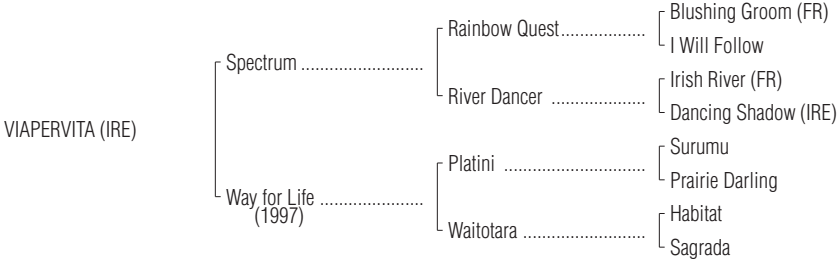 Blushing Groom (FR)
Rainbow Quest....................
I Will Follow
Spectrum ............................
Irish River (FR)
River Dancer ......................
Dancing Shadow (IRE)
VIAPERVITA (IRE)
Surumu
Platini .................................
Prairie Darling
Way for Life ........................
(1997)
Habitat
Waitotara ............................
Sagrada